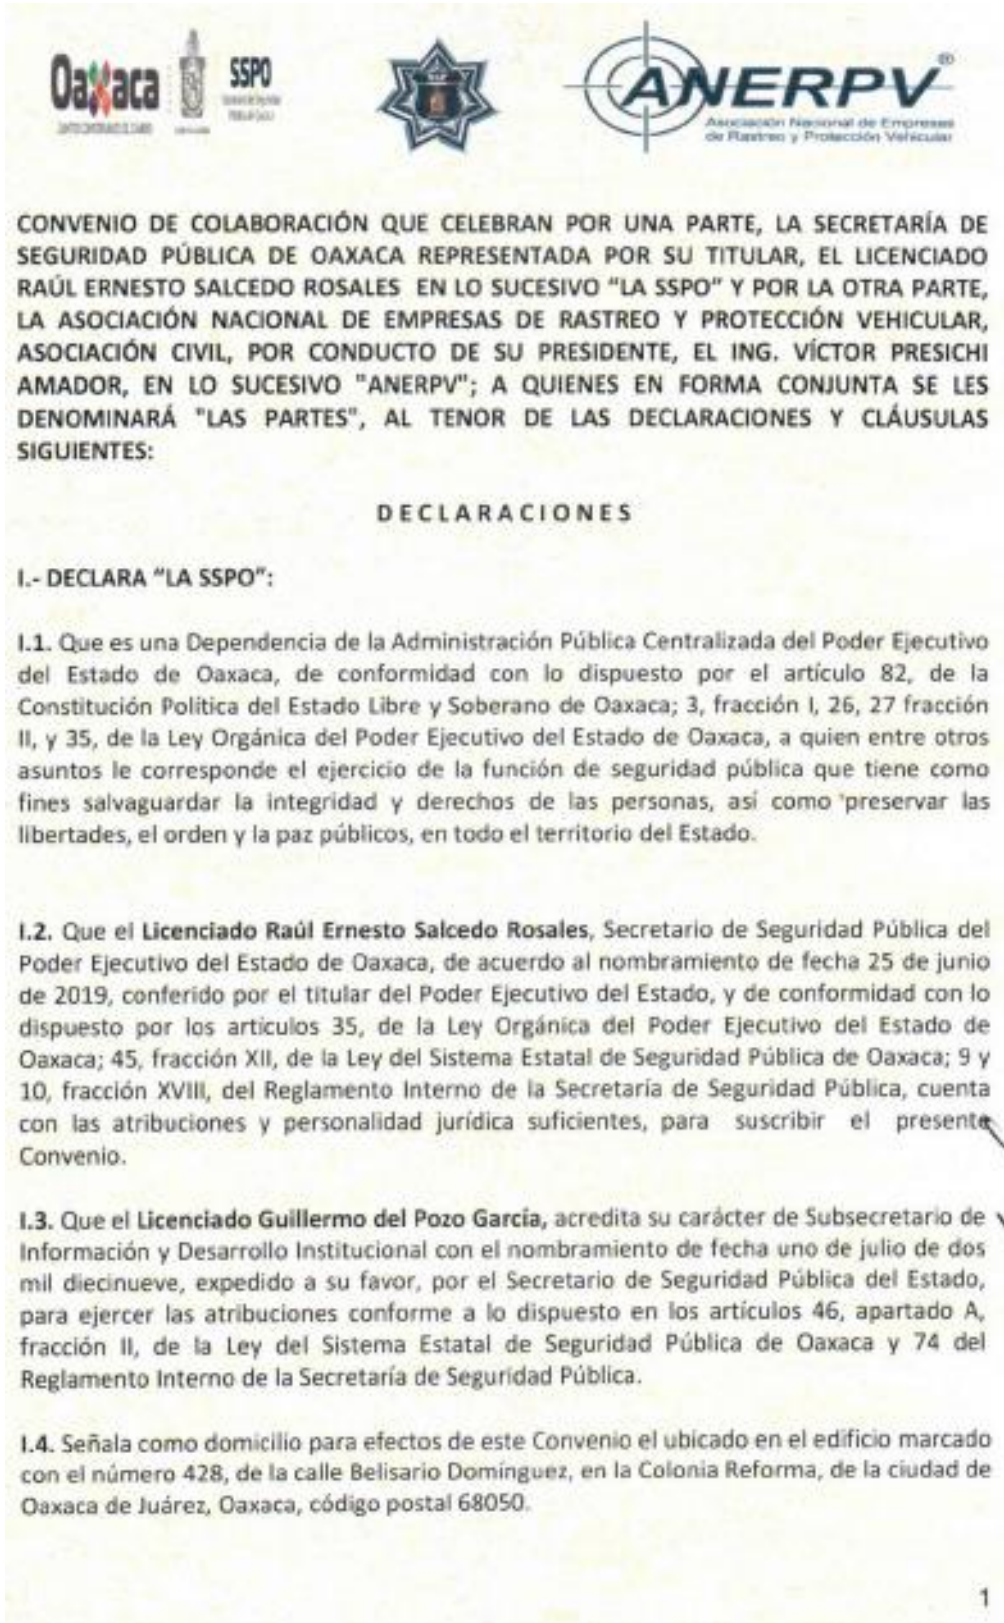 Oaxaca
SSPO
ANERPV®
Asociación Nacional de Empresas
de Rastreo y Protección Vehicular
CONVENIO DE COLABORACIÓN QUE CELEBRAN POR UNA PARTE, LA SECRETARÍA DE
SEGURIDAD PÚBLICA DE OAXACA REPRESENTADA POR SU TITULAR, EL LICENCIADO
RAÚL ERNESTO SALCEDO ROSALES EN LO SUCESIVO "LA SSPO" Y POR LA OTRA PARTE,
LA ASOCIACIÓN NACIONAL DE EMPRESAS DE RASTREO Y PROTECCIÓN VEHICULAR,
ASOCIACIÓN CIVIL, POR CONDUCTO DE SU PRESIDENTE, EL ING. VÍCTOR PRESICHI
AMADOR, EN LO SUCESIVO "ANERPV"; A QUIENES EN FORMA CONJUNTA SE LES
DENOMINARÁ "LAS PARTES", AL TENOR DE LAS DECLARACIONES Y CLÁUSULAS
SIGUIENTES:
DECLARACIONES
I.- DECLARA "LA SSPO":
I.1. Que es una Dependencia de la Administración Pública Centralizada del Poder Ejecutivo
del Estado de Oaxaca, de conformidad con lo dispuesto por el artículo 82, de la
Constitución Política del Estado Libre y Soberano de Oaxaca; 3, fracción I, 26, 27 fracción
II, y 35, de la Ley Orgánica del Poder Ejecutivo del Estado de Oaxaca, a quien entre otros
asuntos le corresponde el ejercicio de la función de seguridad pública que tiene como
fines salvaguardar la integridad y derechos de las personas, así como preservar las
libertades, el orden y la paz públicos, en todo el territorio del Estado.
I.2. Que el Licenciado Raúl Ernesto Salcedo Rosales, Secretario de Seguridad Pública del
Poder Ejecutivo del Estado de Oaxaca, de acuerdo al nombramiento de fecha 25 de junio
de 2019, conferido por el titular del Poder Ejecutivo del Estado, y de conformidad con lo
dispuesto por los artículos 35, de la Ley Orgánica del Poder Ejecutivo del Estado de
Oaxaca; 45, fracción XII, de la Ley del Sistema Estatal de Seguridad Pública de Oaxaca; 9 y
10, fracción XVIII, del Reglamento Interno de la Secretaría de Seguridad Pública, cuenta
con las atribuciones y personalidad jurídica suficientes, para suscribir el presente
Convenio.
I.3. Que el Licenciado Guillermo del Pozo García, acredita su carácter de Subsecretario de
Información y Desarrollo Institucional con el nombramiento de fecha uno de julio de dos
mil diecinueve, expedido a su favor, por el Secretario de Seguridad Pública del Estado,
para ejercer las atribuciones conforme a lo dispuesto en los artículos 46, apartado A,
fracción II, de la Ley del Sistema Estatal de Seguridad Pública de Oaxaca y 74 del
Reglamento Interno de la Secretaría de Seguridad Pública.
I.4. Señala como domicilio para efectos de este Convenio el ubicado en el edificio marcado
con el número 428, de la calle Belisario Domínguez, en la Colonia Reforma, de la ciudad de
Oaxaca de Juárez, Oaxaca, código postal 68050.
1